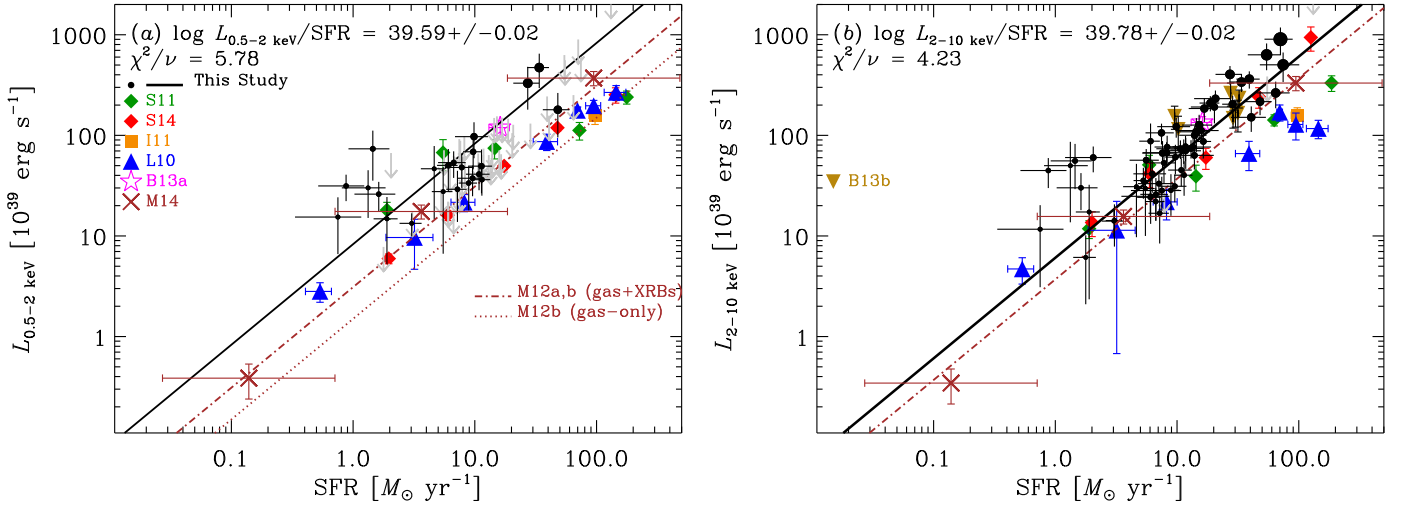 (a) log L0.5−2 keV/SFR = 39.59+/−0.02
χ²/ν = 5.78
This Study
S11
S14
I11
L10
B13a
M14
M12a,b (gas+XRBs)
M12b (gas−only)
1000
100
10
1
L0.5−2 keV [10³⁹ erg s⁻¹]
0.1 1.0 10.0 100.0
SFR [M⊙ yr⁻¹]
(b) log L2−10 keV/SFR = 39.78+/−0.02
χ²/ν = 4.23
B13b
1000
100
10
1
L2−10 keV [10³⁹ erg s⁻¹]
0.1 1.0 10.0 100.0
SFR [M⊙ yr⁻¹]